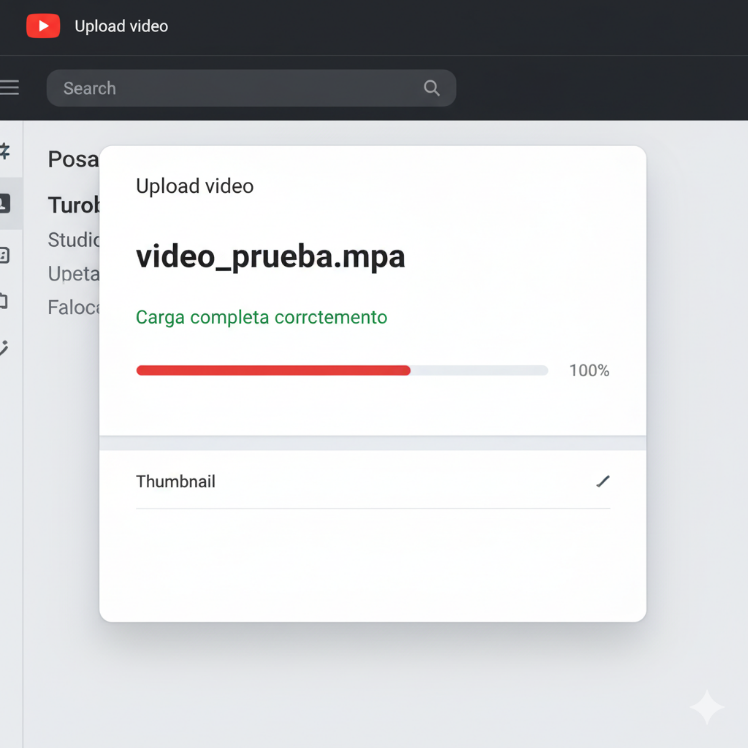 Upload video
Search
Posa
Turob
Studic
Upeta
Faloca
Upload video
video_prueba.mpa
Carga completa corrctemento
100%
Thumbnail